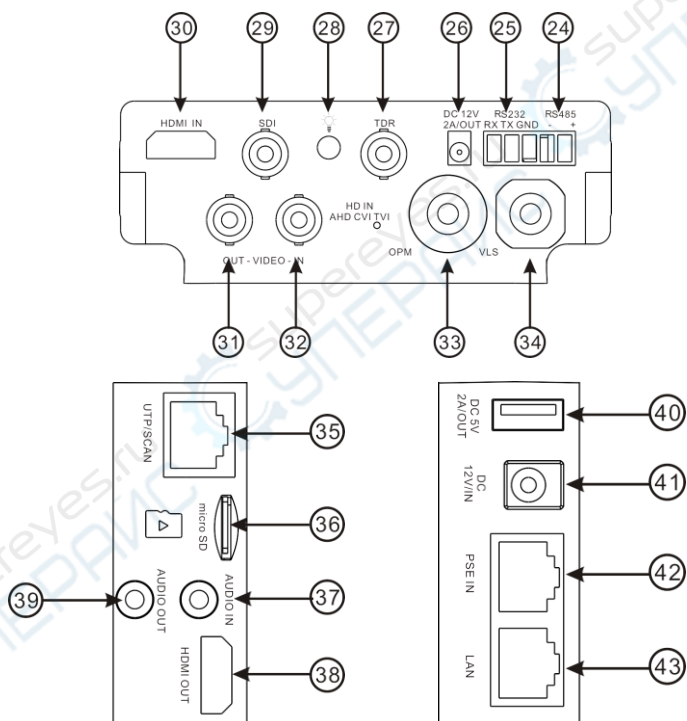 30 29 28 27 26 25 24
HDMI IN
SDI
TDR
DC 12V
2A/OUT
RS232
RX TX GND
RS485
- +
HD IN
AHD CVI TVI
OUT - VIDEO - IN
OPM
VLS
31 32 33 34
UTP/SCAN
35
micro SD
36
AUDIO OUT
39
AUDIO IN
37
HDMI OUT
38
DC 5V
2A/OUT
40
DC
12V/IN
41
PSE IN
42
LAN
43
supereyes.ru
СУПЕРАЙС